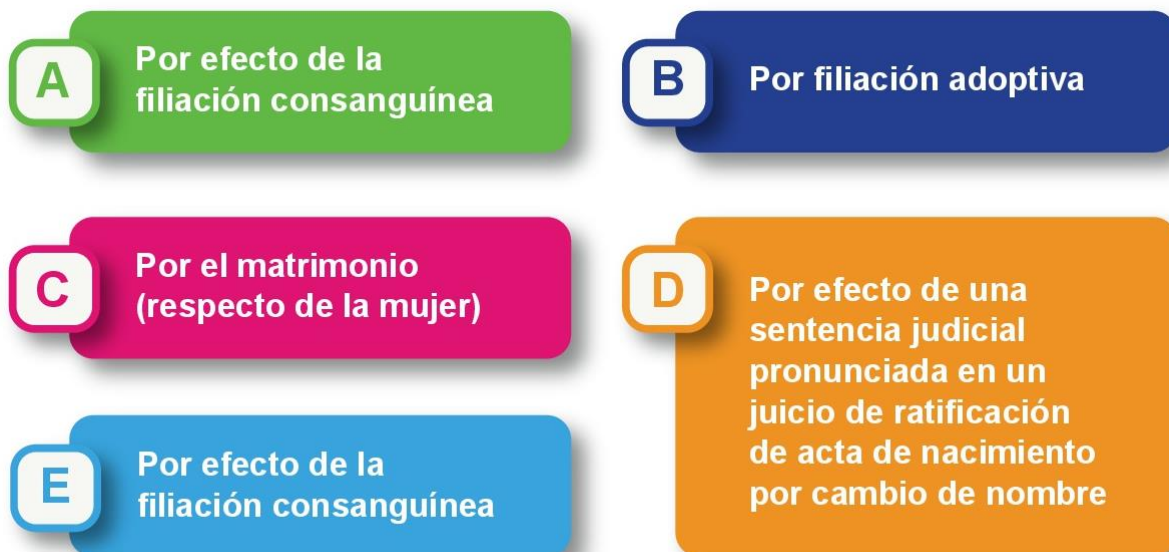 A
Por efecto de la
filiación consanguínea
B
Por filiación adoptiva
C
Por el matrimonio
(respecto de la mujer)
D
Por efecto de una
sentencia judicial
pronunciada en un
juicio de ratificación
de acta de nacimiento
por cambio de nombre
E
Por efecto de la
filiación consanguínea